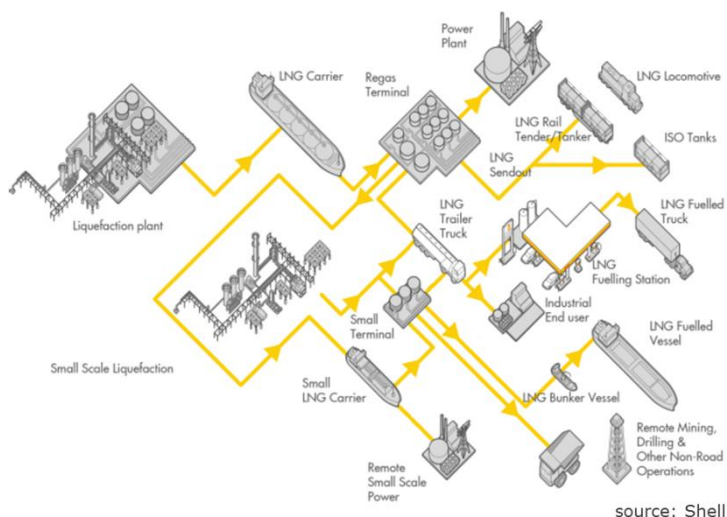 Power
Plant
LNG Carrier
Regas
Terminal
LNG Locomotive
LNG Rail
Tender/Tanker
ISO Tanks
LNG
Sendout
Liquefaction plant
LNG
Trailer
Truck
LNG Fuelled
Truck
LNG
Fuelling Station
Industrial
End user
Small
Terminal
LNG Fuelled
Vessel
Small Scale Liquefaction
Small
LNG Carrier
LNG Bunker Vessel
Remote Mining,
Drilling &
Other Non-Road
Operations
Remote
Small Scale
Power
source: Shell